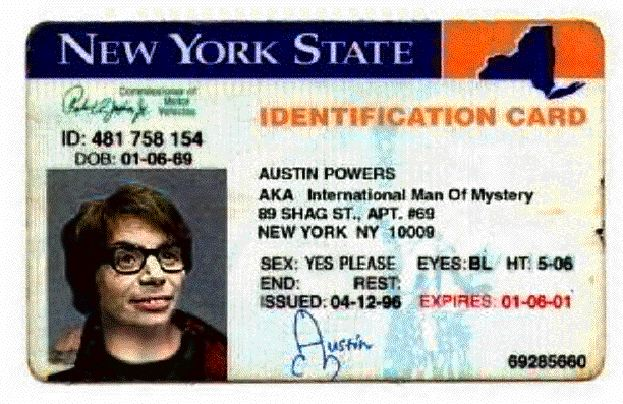 NEW YORK STATE
Commissioner of
Motor
Vehicles
IDENTIFICATION CARD
ID: 481 758 154
DOB: 01-06-69
AUSTIN POWERS
AKA International Man Of Mystery
89 SHAG ST., APT. #69
NEW YORK NY 10009
SEX: YES PLEASE EYES:BL HT: 5-06
END: REST:
ISSUED: 04-12-96 EXPIRES: 01-06-01
Austin
69285660